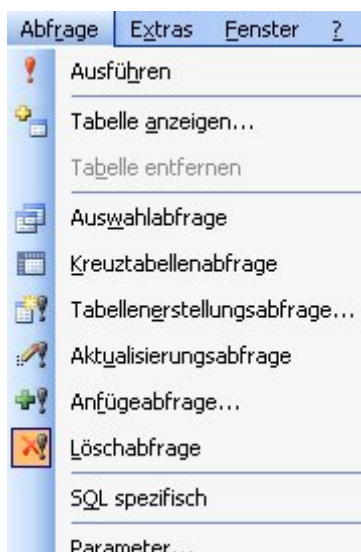 Abfrage Extras Fenster ?
Ausführen
Tabelle anzeigen...
Tabelle entfernen
Auswahlabfrage
Kreuztabellenabfrage
Tabellenerstellungsabfrage...
Aktualisierungsabfrage
Anfügeabfrage...
Löschabfrage
SQL spezifisch
Parameter...